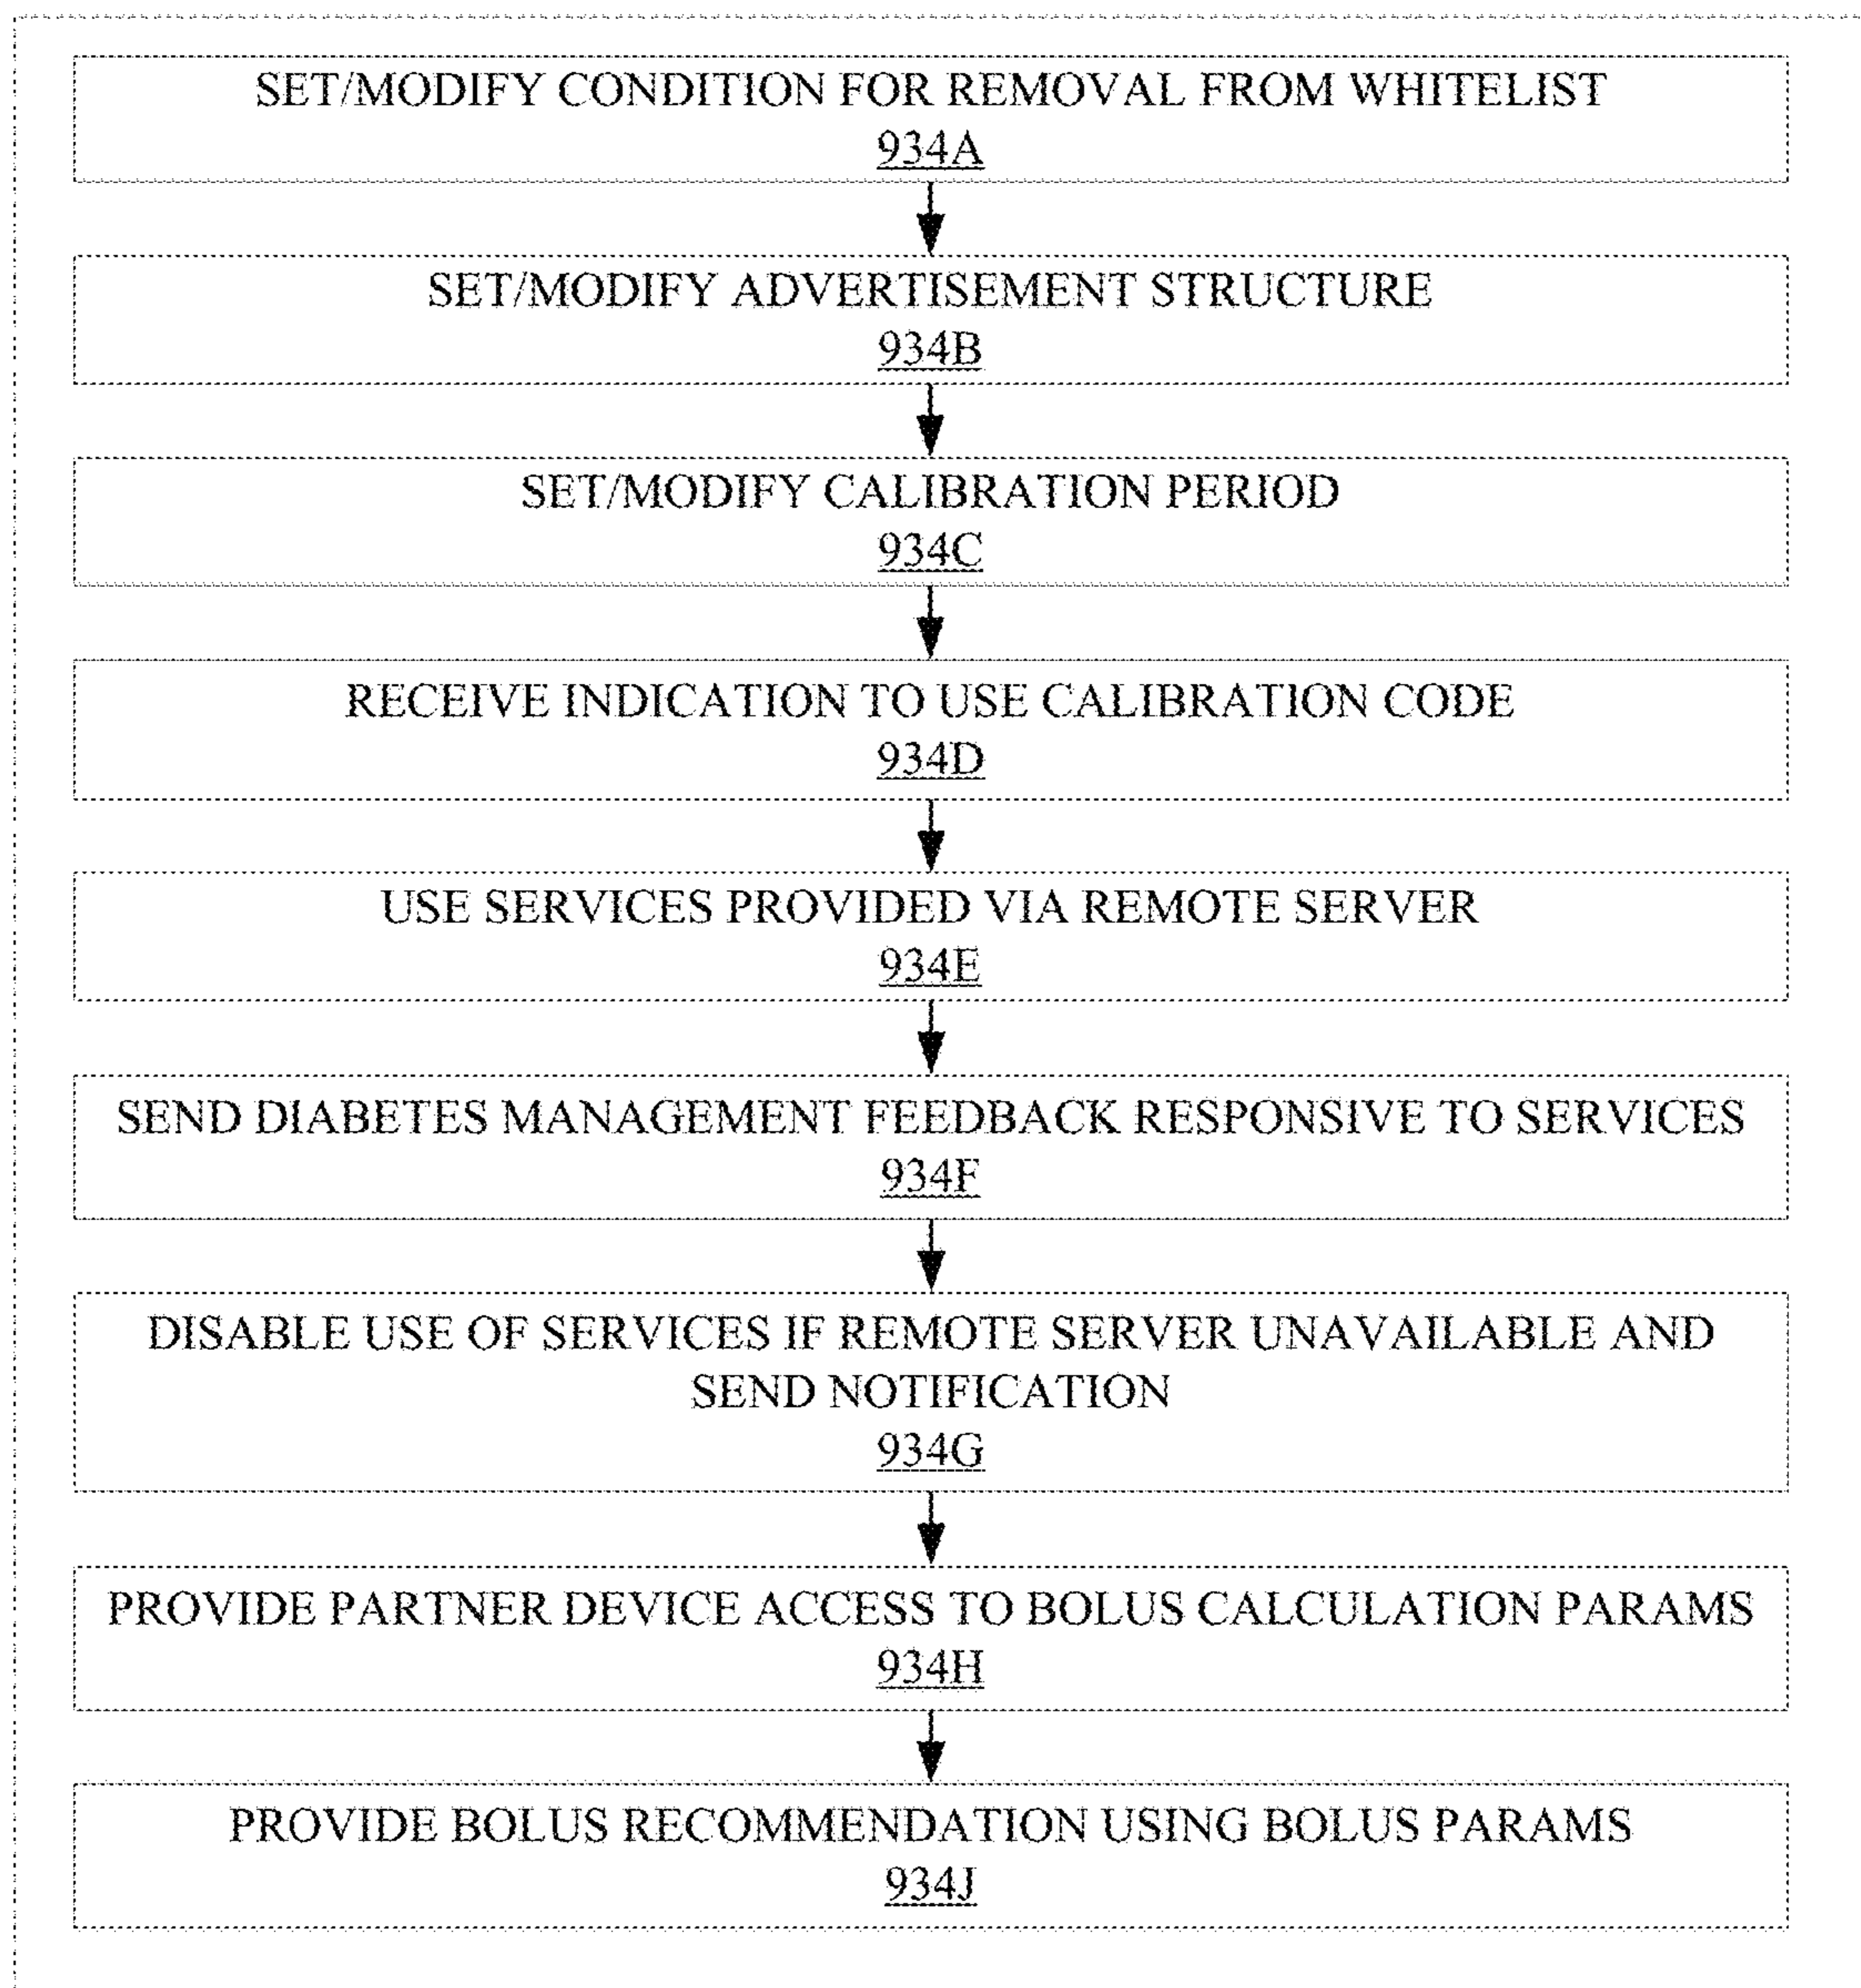 SET/MODIFY CONDITION FOR REMOVAL FROM WHITELIST
934A
SET/MODIFY ADVERTISEMENT STRUCTURE
934B
SET/MODIFY CALIBRATION PERIOD
934C
RECEIVE INDICATION TO USE CALIBRATION CODE
934D
USE SERVICES PROVIDED VIA REMOTE SERVER
934E
SEND DIABETES MANAGEMENT FEEDBACK RESPONSIVE TO SERVICES
934F
DISABLE USE OF SERVICES IF REMOTE SERVER UNAVAILABLE AND
SEND NOTIFICATION
934G
PROVIDE PARTNER DEVICE ACCESS TO BOLUS CALCULATION PARAMS
934H
PROVIDE BOLUS RECOMMENDATION USING BOLUS PARAMS
934J